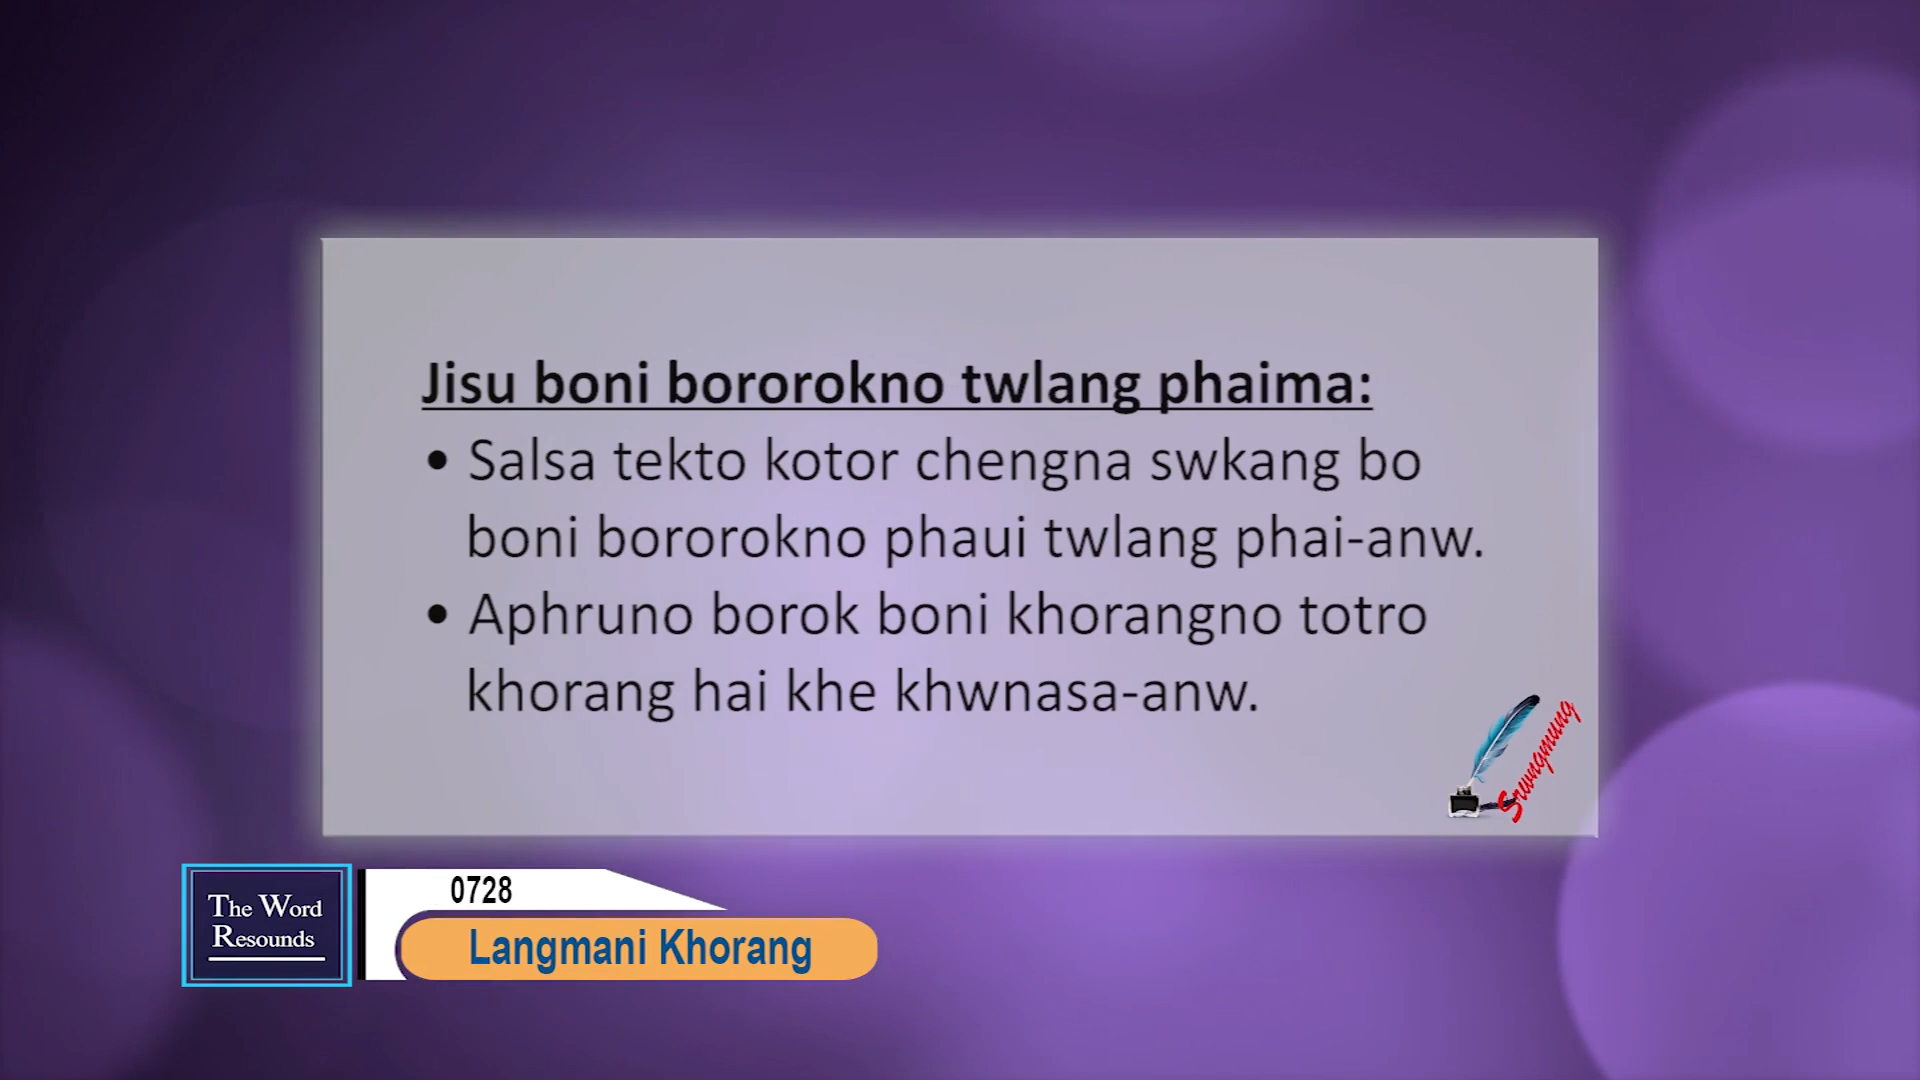 Jisu boni bororokno twlang phaima:
• Salsa tekto kotor chengna swkang bo
boni bororokno phaui twlang phai-anw.
• Aphruno borok boni khorangno totro
khorang hai khe khwnasa-anw.
Srwngmung
The Word
Resounds
0728
Langmani Khorang